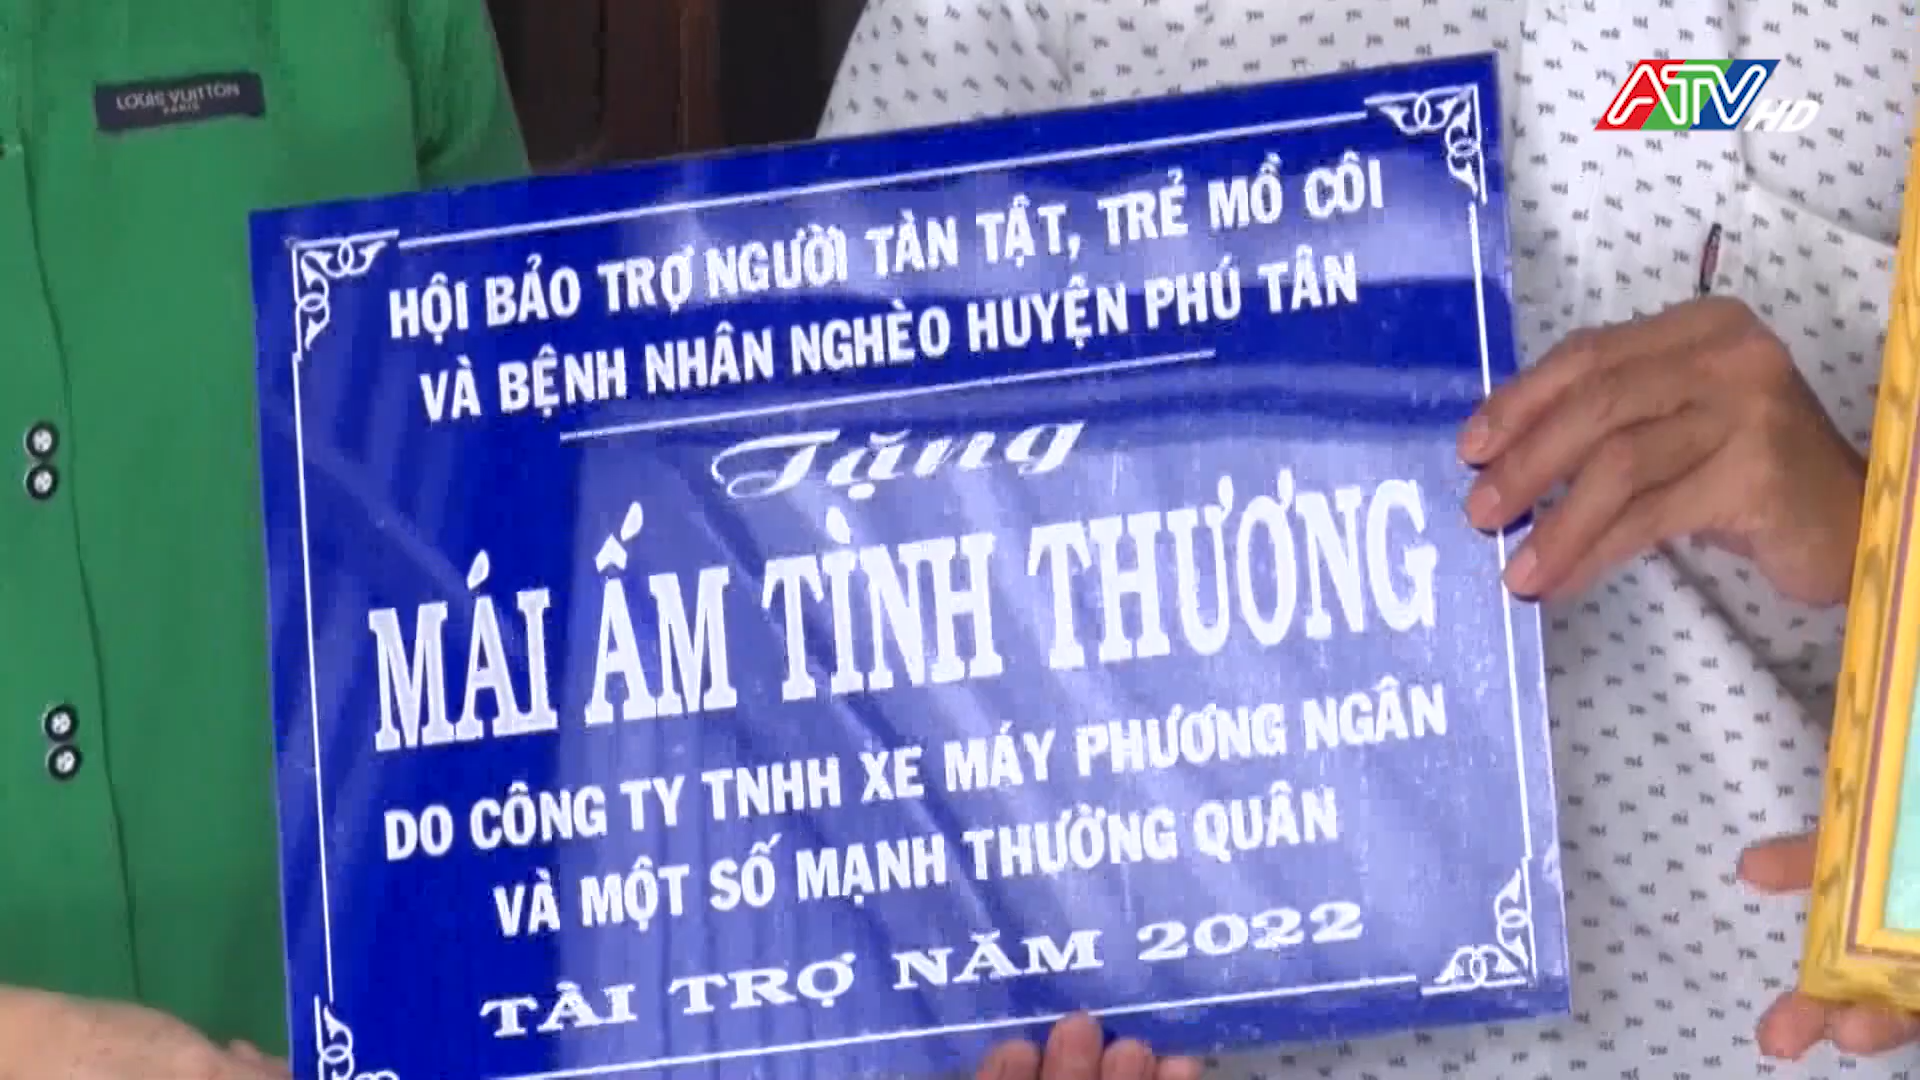 LOUIS VUITTON
PARIS
ATV HD
HỘI BẢO TRỢ NGƯỜI TÀN TẬT, TRẺ MỒ CÔI
VÀ BỆNH NHÂN NGHÈO HUYỆN PHÚ TÂN
Tặng
MÁI ẤM TÌNH THƯƠNG
DO CÔNG TY TNHH XE MÁY PHƯƠNG NGÂN
VÀ MỘT SỐ MẠNH THƯỜNG QUÂN
TÀI TRỢ NĂM 2022